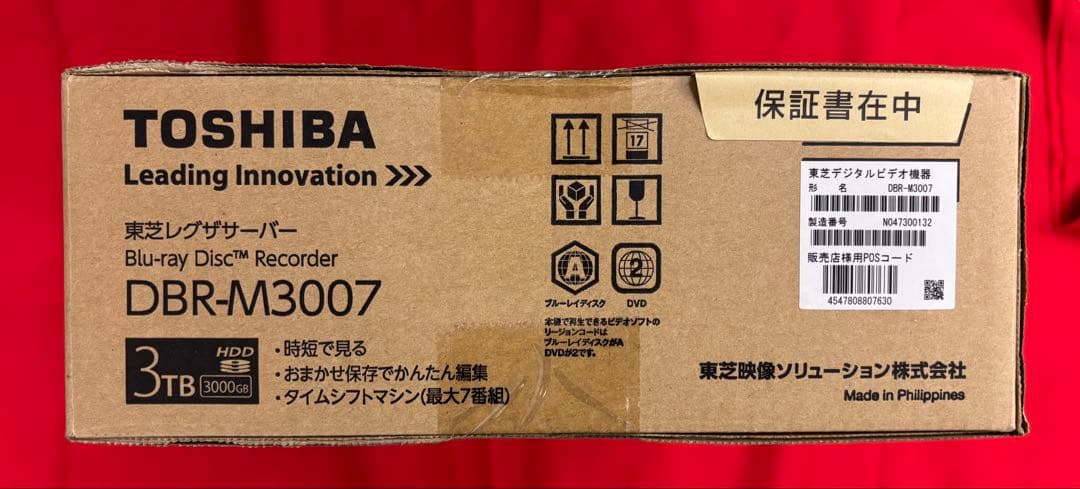 TOSHIBA
Leading Innovation >>>
東芝レグザサーバー
Blu-ray Disc™ Recorder
DBR-M3007
3TB
HDD
3000GB
・時短で見る
・おまかせ保存でかんたん編集
・タイムシフトマシン(最大7番組)
17
A
2
ブルーレイディスク
DVD
本機で再生できるビデオソフトの
リージョンコードは
ブルーレイディスクがA
DVDが2です。
保証書在中
東芝デジタルビデオ機器
形 名 DBR-M3007
製造番号 NO47300132
販売店様用POSコード
4547808807630
東芝映像ソリューション株式会社
Made in Philippines